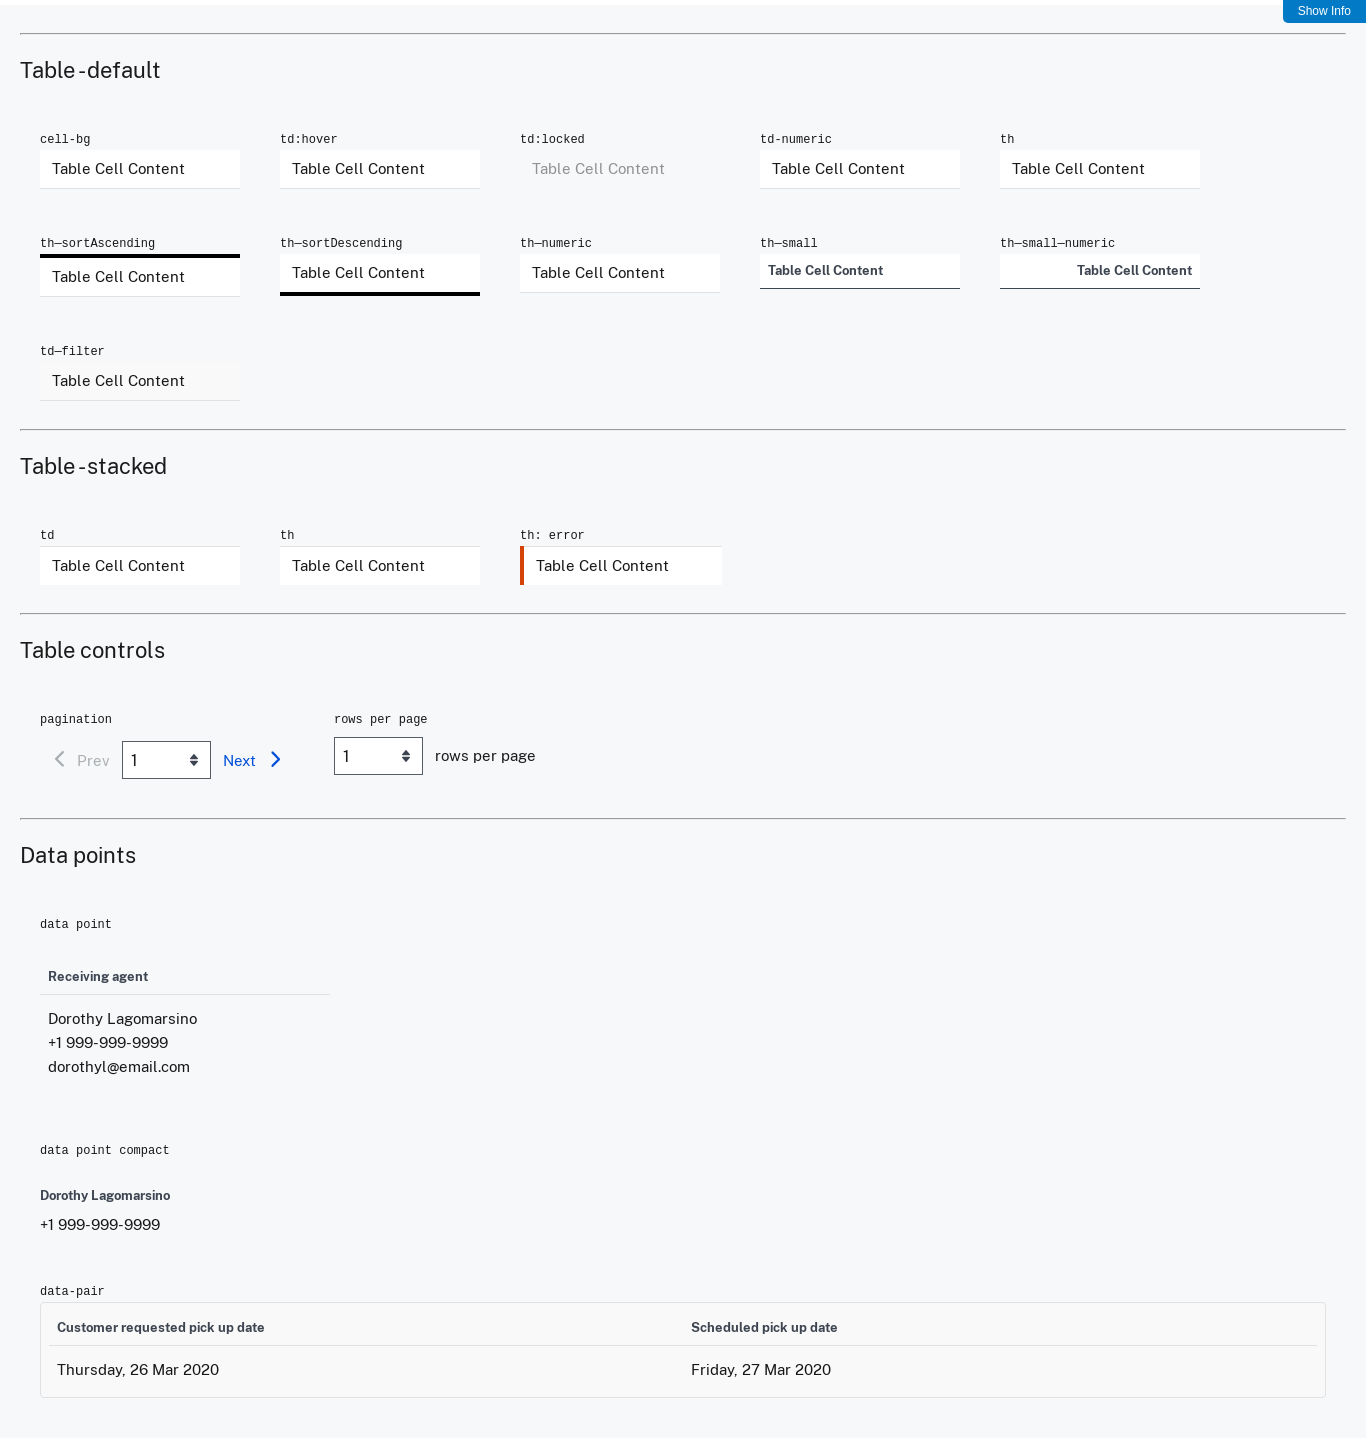 Show Info
Table - default
cell-bg td:hover td:locked td-numeric th
Table Cell Content Table Cell Content Table Cell Content Table Cell Content Table Cell Content
th—sortAscending th—sortDescending th—numeric th—small th—small—numeric
Table Cell Content Table Cell Content Table Cell Content Table Cell Content Table Cell Content
td—filter
Table Cell Content
Table - stacked
td th th: error
Table Cell Content Table Cell Content Table Cell Content
Table controls
pagination rows per page
Prev 1 Next 1 rows per page
Data points
data point
Receiving agent
Dorothy Lagomarsino
+1 999-999-9999
dorothyl@email.com
data point compact
Dorothy Lagomarsino
+1 999-999-9999
data-pair
Customer requested pick up date Scheduled pick up date
Thursday, 26 Mar 2020 Friday, 27 Mar 2020